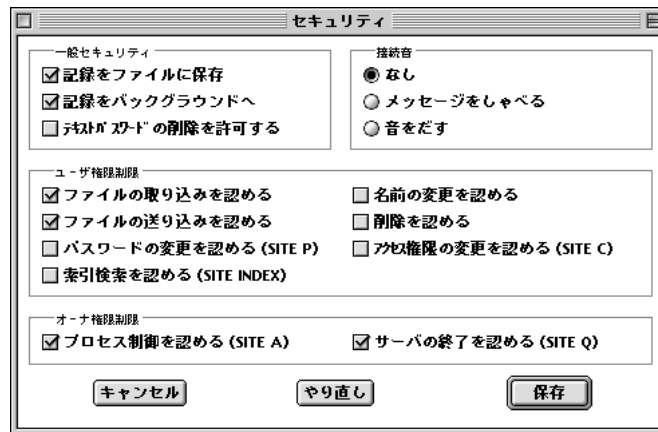 セキュリティ
一般セキュリティ
記録をファイルに保存
記録をバックグラウンドへ
ﾃｷｽﾄﾊﾟｽﾜｰﾄﾞの削除を許可する
接続音
なし
メッセージをしゃべる
音をだす
ユーザ権限制限
ファイルの取り込みを認める
ファイルの送り込みを認める
パスワードの変更を認める (SITE P)
索引検索を認める (SITE INDEX)
名前の変更を認める
削除を認める
ｱｸｾｽ権限の変更を認める (SITE C)
オーナ権限制限
プロセス制御を認める (SITE A)
サーバの終了を認める (SITE Q)
キャンセル
やり直し
保存